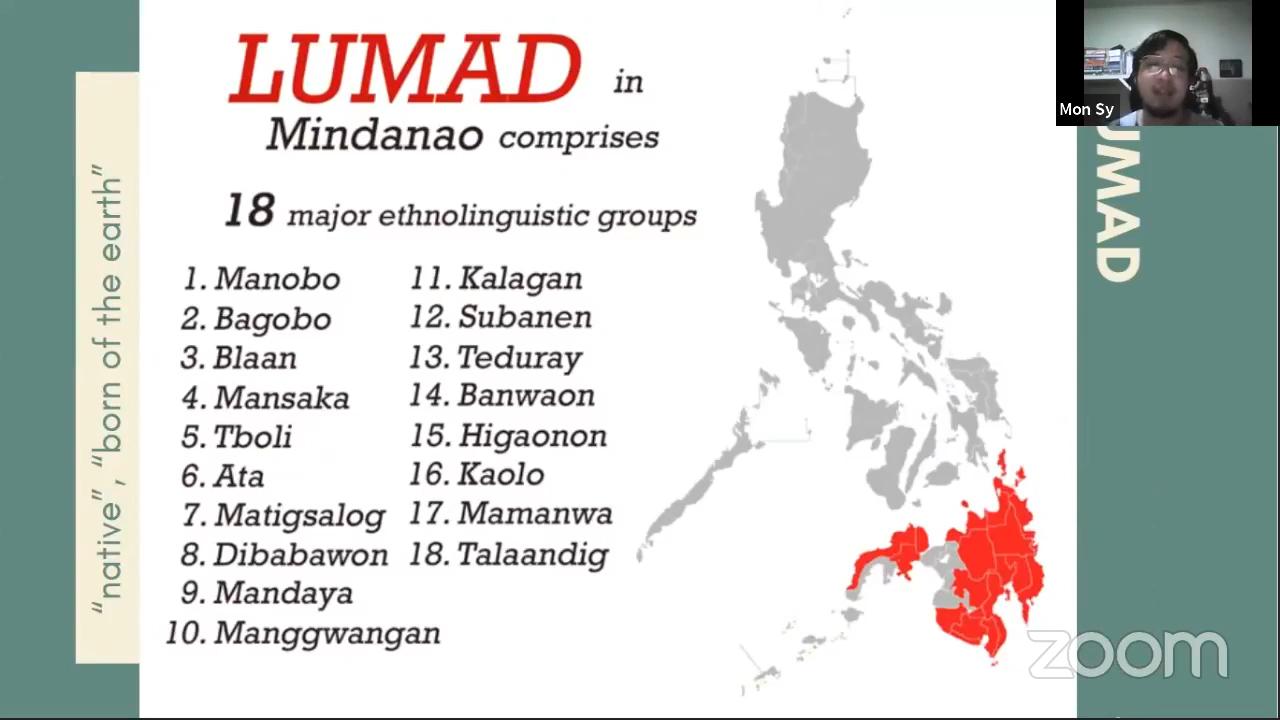 LUMAD in
Mindanao comprises
18 major ethnolinguistic groups
1. Manobo
2. Bagobo
3. Blaan
4. Mansaka
5. Tboli
6. Ata
7. Matigsalog
8. Dibabawon
9. Mandaya
10. Manggwangan
11. Kalagan
12. Subanen
13. Teduray
14. Banwaon
15. Higaonon
16. Kaolo
17. Mamanwa
18. Talaandig
"native", "born of the earth"
Mon Sy
UMAD
zoom